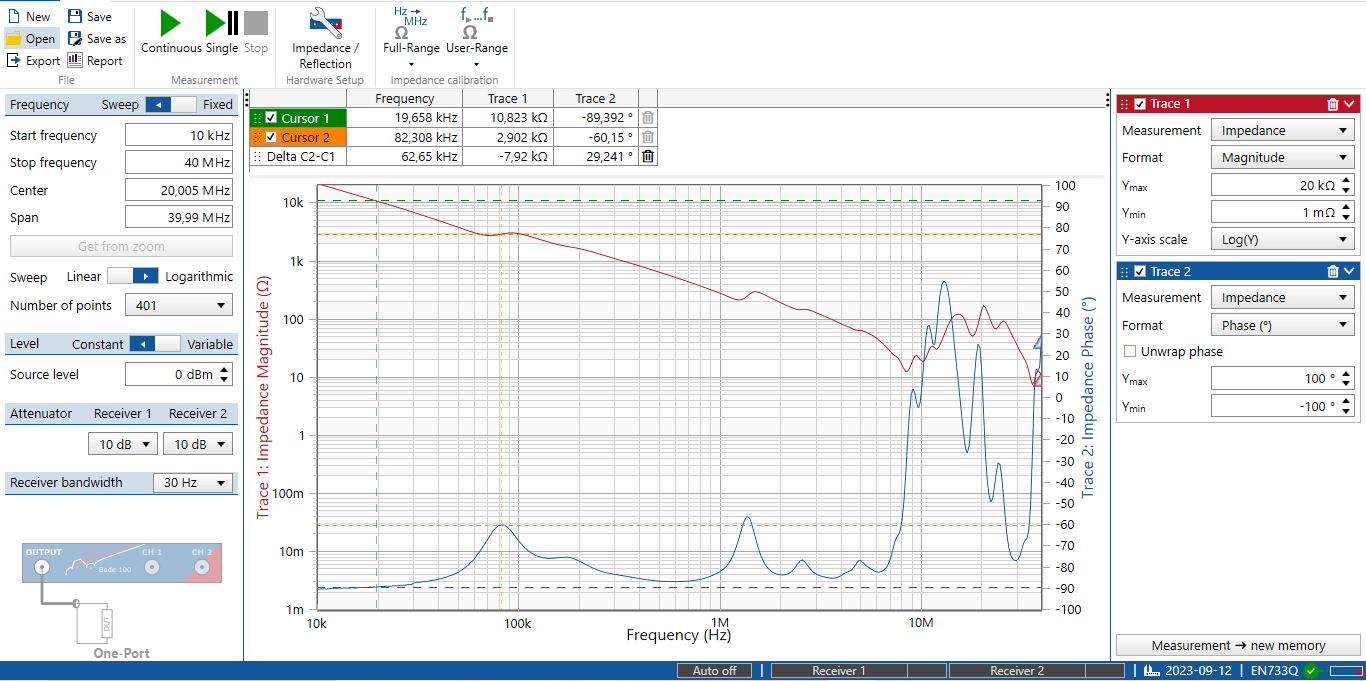 New Save
Open Save as
Export Report
File
Continuous Single Stop
Measurement
Impedance /
Reflection
Hardware Setup
Hz → MHz
Ω
Full-Range
f▸...f■
Ω
User-Range
Impedance calibration
Frequency Sweep Fixed
Start frequency 10 kHz
Stop frequency 40 MHz
Center 20,005 MHz
Span 39,99 MHz
Get from zoom
Sweep Linear Logarithmic
Number of points 401
Level Constant Variable
Source level 0 dBm
Attenuator Receiver 1 Receiver 2
10 dB 10 dB
Receiver bandwidth 30 Hz
OUTPUT CH 1 CH 2
Bode 100
DUT
One-Port
Frequency Trace 1 Trace 2
Cursor 1 19,658 kHz 10,823 kΩ -89,392 °
Cursor 2 82,308 kHz 2,902 kΩ -60,15 °
Delta C2-C1 62,65 kHz -7,92 kΩ 29,241 °
Trace 1: Impedance Magnitude (Ω)
10k
1k
100
10
1
100m
10m
1m
100
90
80
70
60
50
40
30
20
10
0
-10
-20
-30
-40
-50
-60
-70
-80
-90
-100
Trace 2: Impedance Phase (°)
10k 100k 1M 10M
Frequency (Hz)
Trace 1
Measurement Impedance
Format Magnitude
Ymax 20 kΩ
Ymin 1 mΩ
Y-axis scale Log(Y)
Trace 2
Measurement Impedance
Format Phase (°)
Unwrap phase
Ymax 100 °
Ymin -100 °
Measurement → new memory
Auto off Receiver 1 Receiver 2 2023-09-12 EN733Q